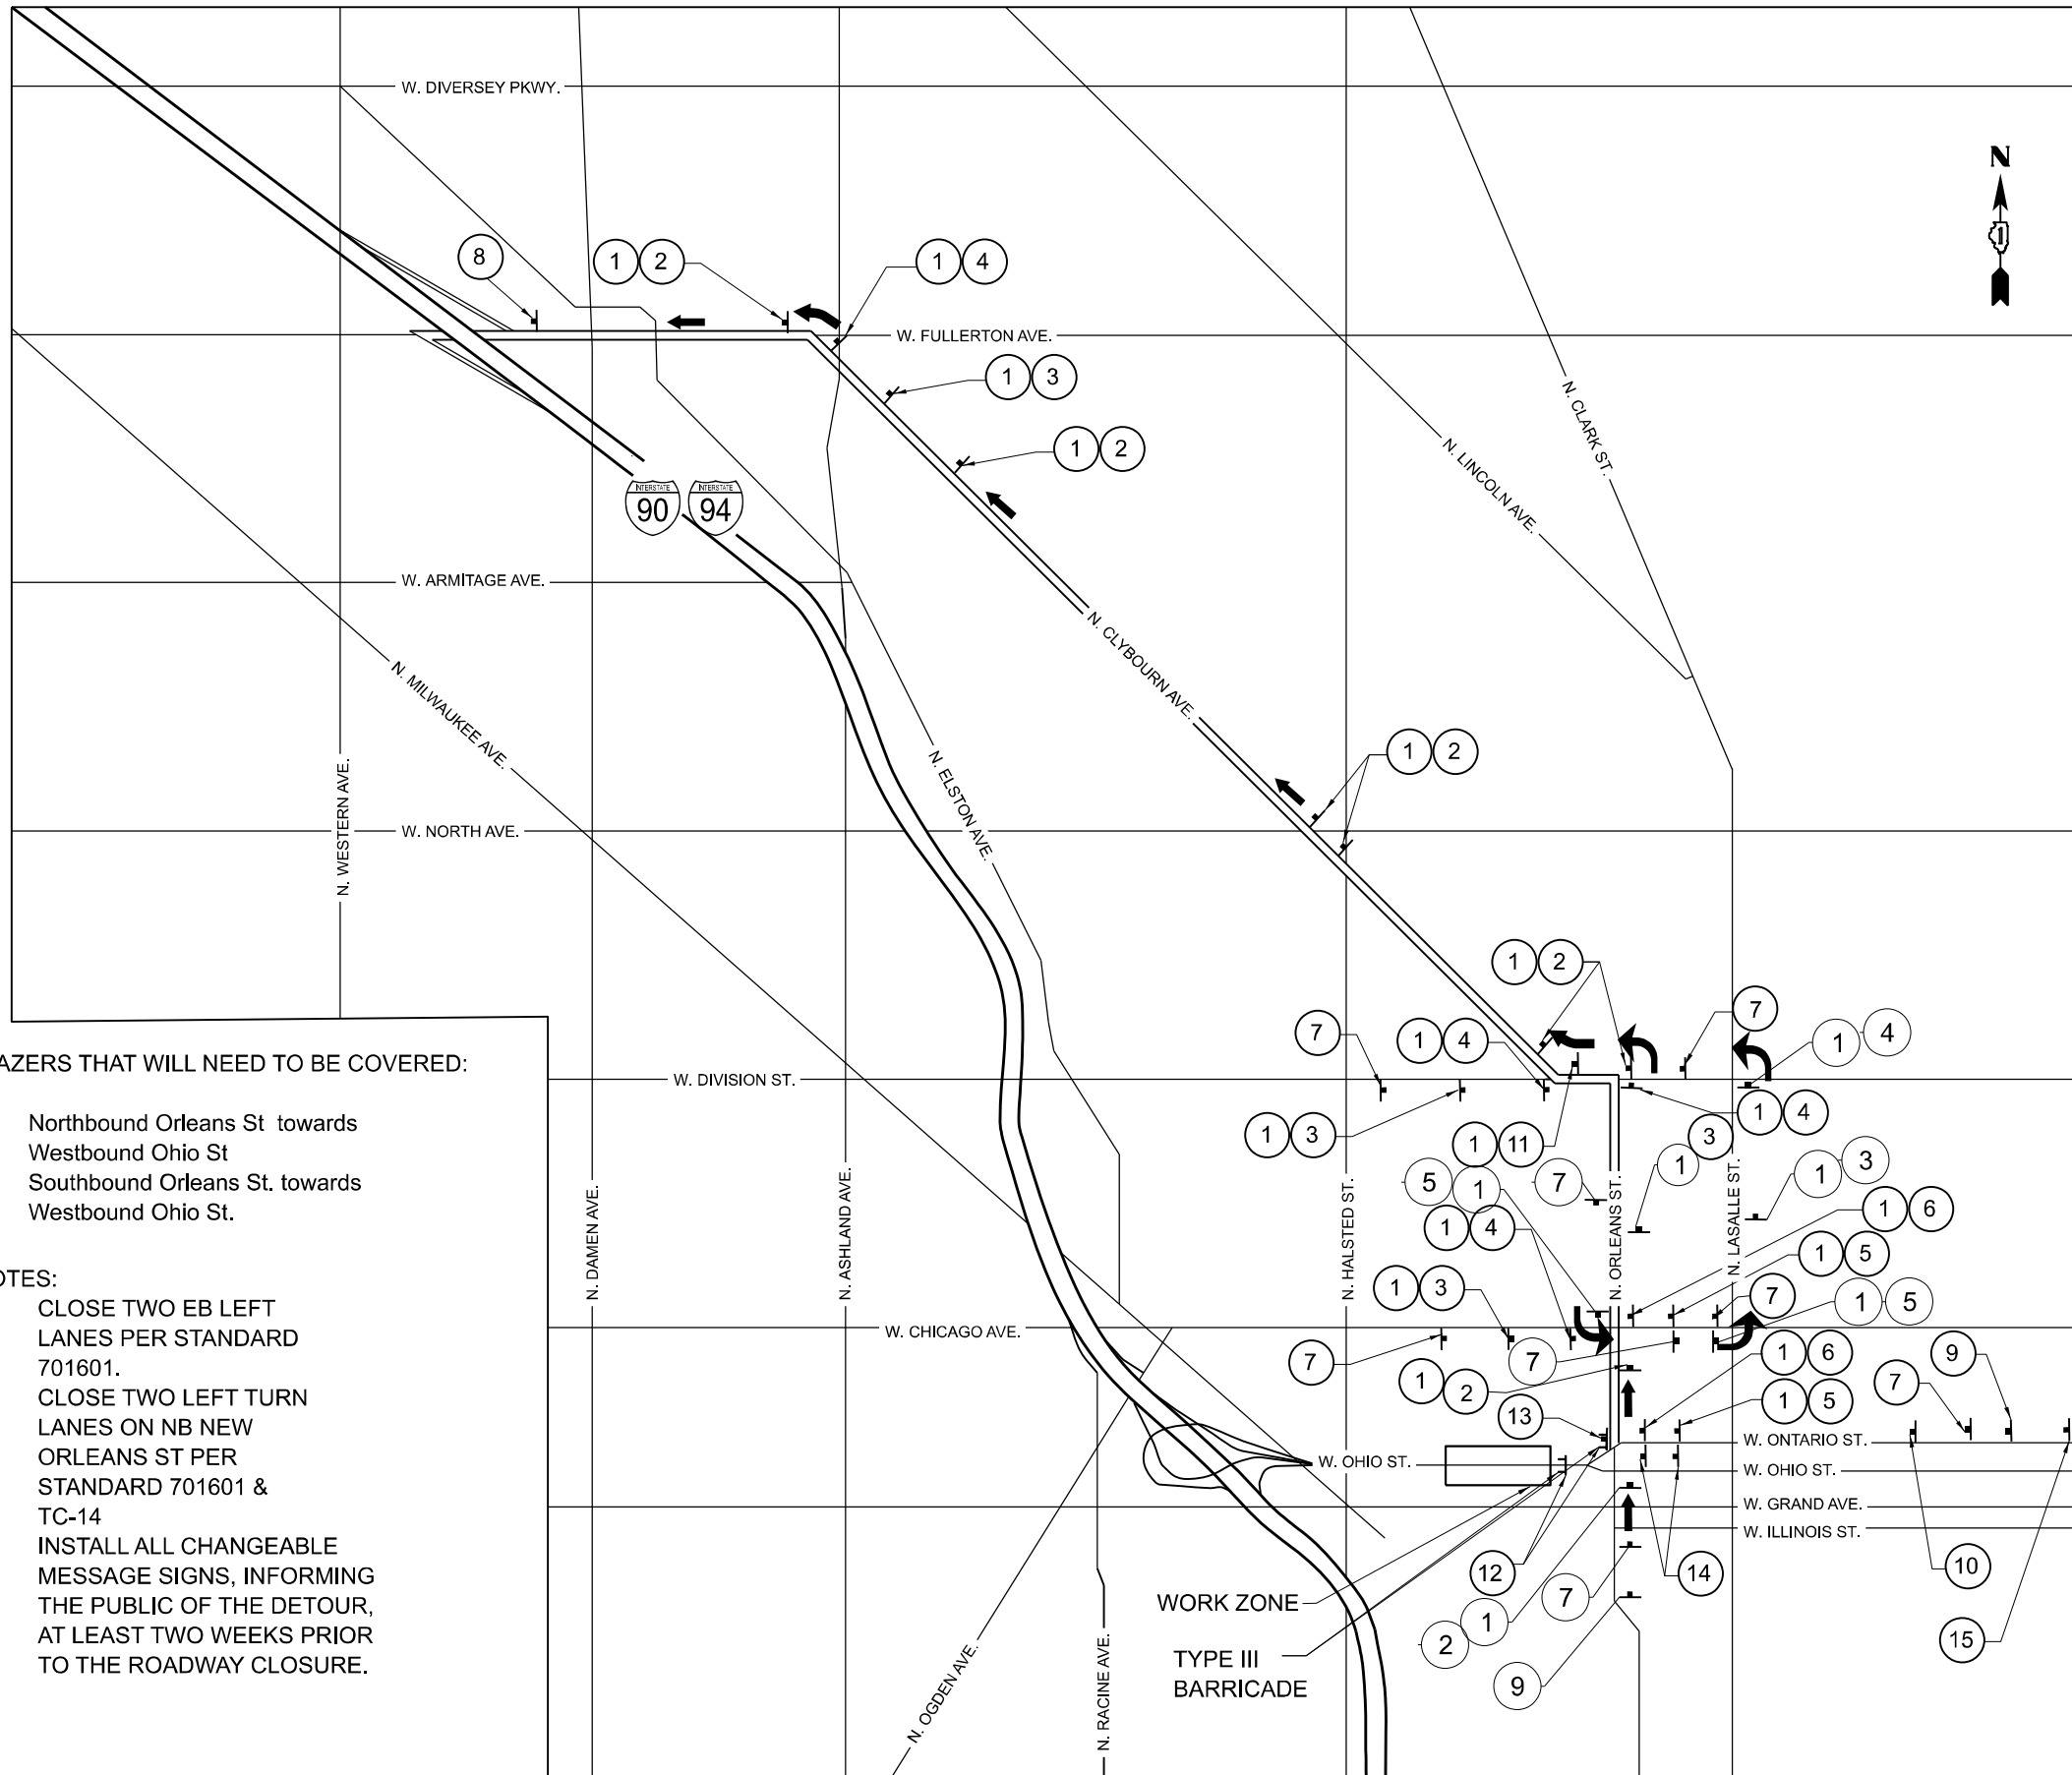 W. DIVERSEY PKWY.
N
8
1
2
1
4
W. FULLERTON AVE.
1
3
N. CLARK ST.
1
2
N. LINCOLN AVE.
INTERSTATE
90
INTERSTATE
94
W. ARMITAGE AVE.
N. CLYBOURN AVE.
N. MILWAUKEE AVE.
1
2
N. ELSTON AVE.
N. WESTERN AVE.
W. NORTH AVE.
1
2
7
7
1
4
1
4
AZERS THAT WILL NEED TO BE COVERED:
W. DIVISION ST.
1
4
Northbound Orleans St towards
Westbound Ohio St
Southbound Orleans St. towards
Westbound Ohio St.
1
3
1
11
1
3
1
3
5
1
7
1
6
1
4
N. DAMEN AVE.
N. ASHLAND AVE.
N. HALSTED ST.
N. ORLEANS ST.
N. LASALLE ST.
1
5
OTES:
CLOSE TWO EB LEFT
LANES PER STANDARD
701601.
CLOSE TWO LEFT TURN
LANES ON NB NEW
ORLEANS ST PER
STANDARD 701601 &
TC-14
INSTALL ALL CHANGEABLE
MESSAGE SIGNS, INFORMING
THE PUBLIC OF THE DETOUR,
AT LEAST TWO WEEKS PRIOR
TO THE ROADWAY CLOSURE.
1
3
7
1
5
W. CHICAGO AVE.
7
7
1
6
9
1
2
7
1
5
13
W. ONTARIO ST.
W. OHIO ST.
W. OHIO ST.
W. GRAND AVE.
W. ILLINOIS ST.
12
14
10
WORK ZONE
7
1
2
15
TYPE III
BARRICADE
9
N. OGDEN AVE.
N. RACINE AVE.